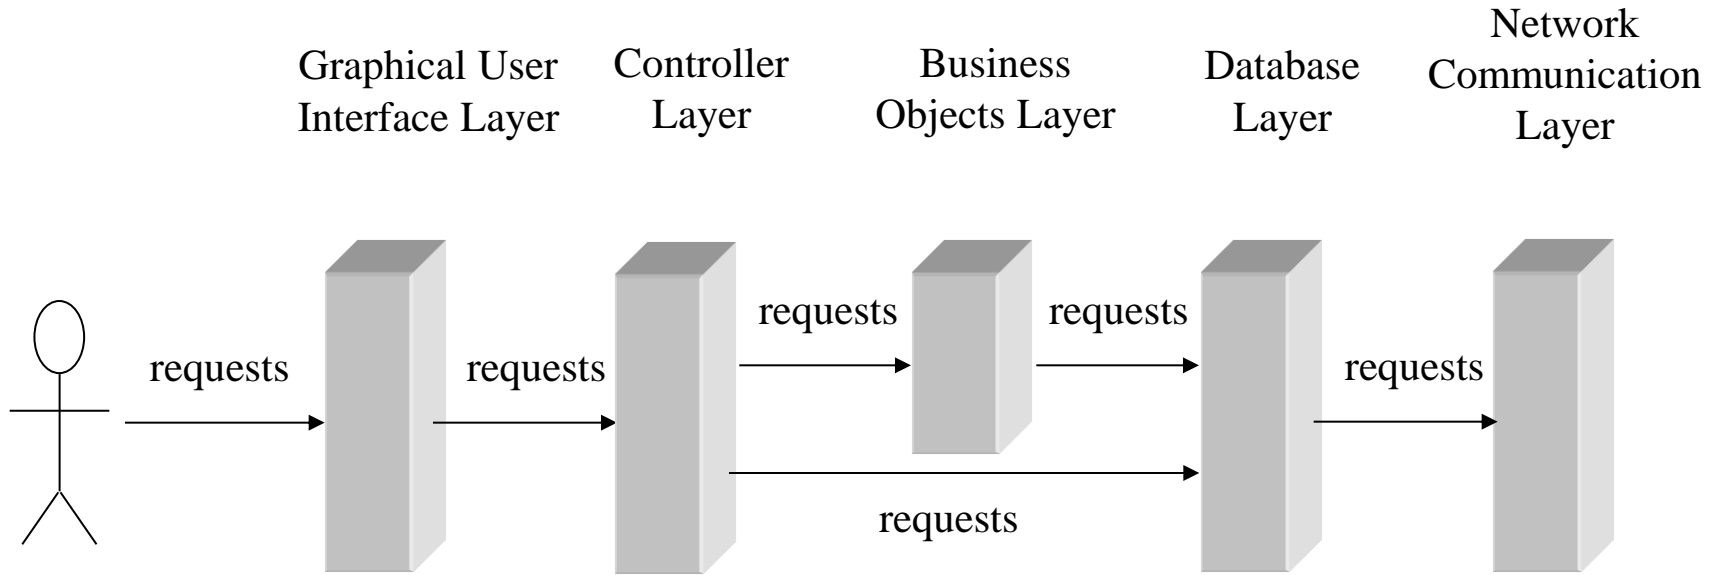 Graphical User
Interface Layer
Controller
Layer
Business
Objects Layer
Database
Layer
Network
Communication
Layer
requests
requests
requests
requests
requests
requests